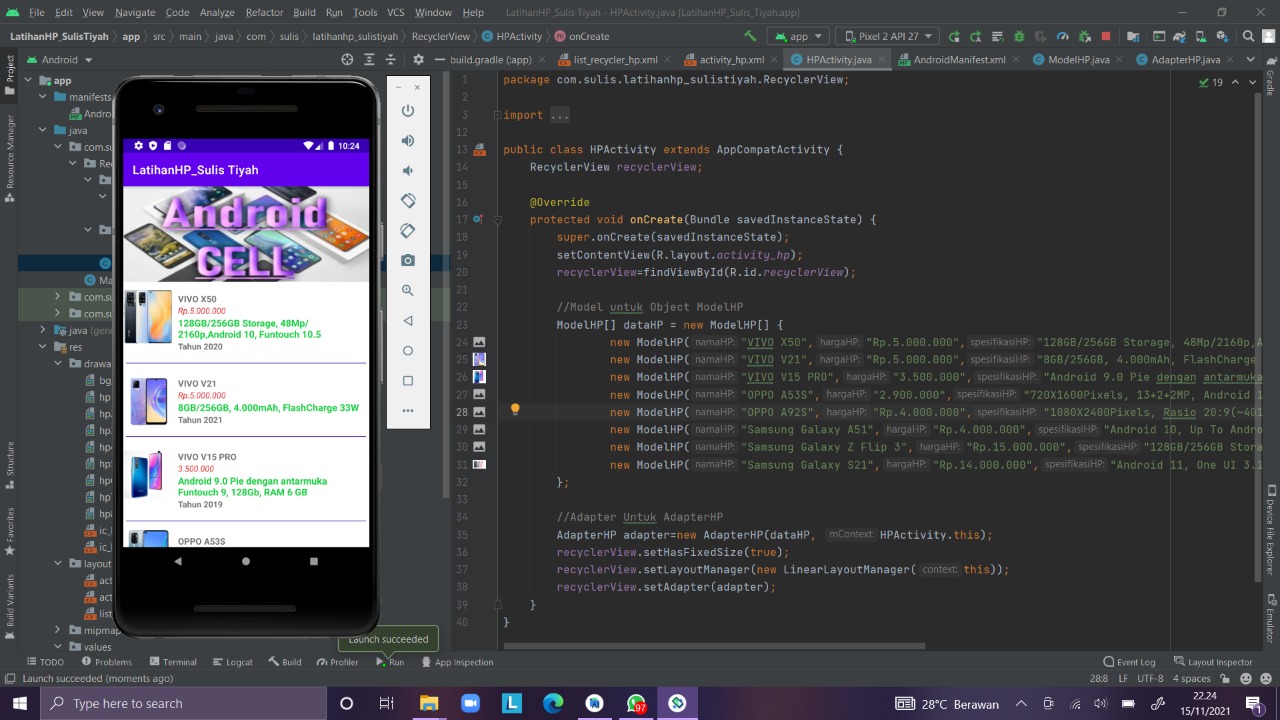 File Edit View Navigate Code Analyze Refactor Build Run Tools VCS Window Help LatihanHP_Sulis Tiyah - HPActivity.java [LatihanHP_Sulis_Tiyah.app]
LatihanHP_SulisTiyah app src main java com sulis latihanhp_sulistiyah RecyclerView HPActivity onCreate
app Pixel 2 API 27
Android
build.gradle (:app) list_recycler_hp.xml activity_hp.xml HPActivity.java AndroidManifest.xml ModelHP.java AdapterHP.java
Project
Resource Manager
Structure
Favorites
Build Variants
Gradle
Device File Explorer
Emulator
app
manifests
Andro
java
com.su
Re
Ma
com.su
com.su
java (gene
res
drawa
bg
hp
hp
hp
hp
hp
hp
hp
hp
ic_
ic_
layout
act
act
list
mipmap
values
10:24
LatihanHP_Sulis Tiyah
Android
CELL
VIVO X50
Rp.5.000.000
128GB/256GB Storage, 48Mp/
2160p,Android 10, Funtouch 10.5
Tahun 2020
VIVO V21
Rp.5.000.000
8GB/256GB, 4.000mAh, FlashCharge 33W
Tahun 2021
VIVO V15 PRO
3.500.000
Android 9.0 Pie dengan antarmuka
Funtouch 9, 128Gb, RAM 6 GB
Tahun 2019
OPPO A53S
19
1 package com.sulis.latihanhp_sulistiyah.RecyclerView;
2
3 import ...
12
13 public class HPActivity extends AppCompatActivity {
14 RecyclerView recyclerView;
15
16 @Override
17 protected void onCreate(Bundle savedInstanceState) {
18 super.onCreate(savedInstanceState);
19 setContentView(R.layout.activity_hp);
20 recyclerView=findViewById(R.id.recyclerView);
21
22 //Model untuk Object ModelHP
23 ModelHP[] dataHP = new ModelHP[] {
24 new ModelHP( namaHP: "VIVO X50", hargaHP: "Rp.5.000.000", spesifikasiHP: "128GB/256GB Storage, 48Mp/2160p,A
25 new ModelHP( namaHP: "VIVO V21", hargaHP: "Rp.5.000.000", spesifikasiHP: "8GB/256GB, 4.000mAh, FlashCharge
26 new ModelHP( namaHP: "VIVO V15 PRO", hargaHP: "3.500.000", spesifikasiHP: "Android 9.0 Pie dengan antarmuka
27 new ModelHP( namaHP: "OPPO A53S", hargaHP: "2.900.000", spesifikasiHP: "720X1600Pixels, 13+2+2MP, Android 1
28 new ModelHP( namaHP: "OPPO A92S", hargaHP: "Rp.4.000.000", spesifikasiHP: "1080X2400Pixels, Rasio 20:9(~401
29 new ModelHP( namaHP: "Samsung Galaxy A51", hargaHP: "Rp.4.000.000", spesifikasiHP: "Android 10, Up To Andro
30 new ModelHP( namaHP: "Samsung Galaxy Z Flip 3", hargaHP: "Rp.15.000.000", spesifikasiHP: "128GB/256GB Stora
31 new ModelHP( namaHP: "Samsung Galaxy S21", hargaHP: "Rp.14.000.000", spesifikasiHP: "Android 11, One UI 3.1
32 };
33
34 //Adapter Untuk AdapterHP
35 AdapterHP adapter=new AdapterHP(dataHP, mContext: HPActivity.this);
36 recyclerView.setHasFixedSize(true);
37 recyclerView.setLayoutManager(new LinearLayoutManager( context: this));
38 recyclerView.setAdapter(adapter);
39 }
40 }
Launch succeeded
TODO Problems Terminal Logcat Build Profiler Run App Inspection Event Log Layout Inspector
Launch succeeded (moments ago) 28:8 LF UTF-8 4 spaces
Type here to search
L
97
28°C Berawan
22.24
15/11/2021
1